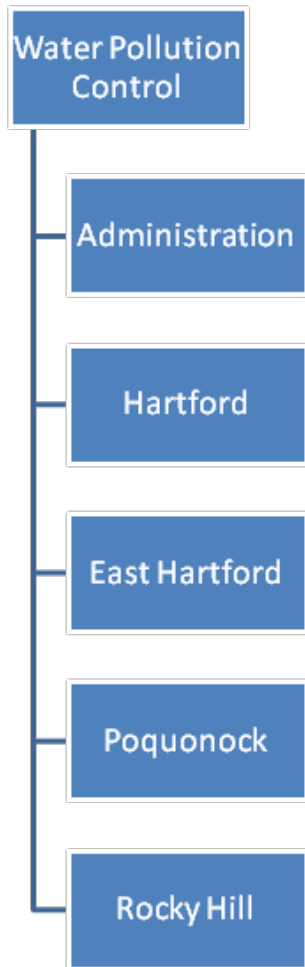 Water Pollution
Control
Administration
Hartford
East Hartford
Poquonock
Rocky Hill